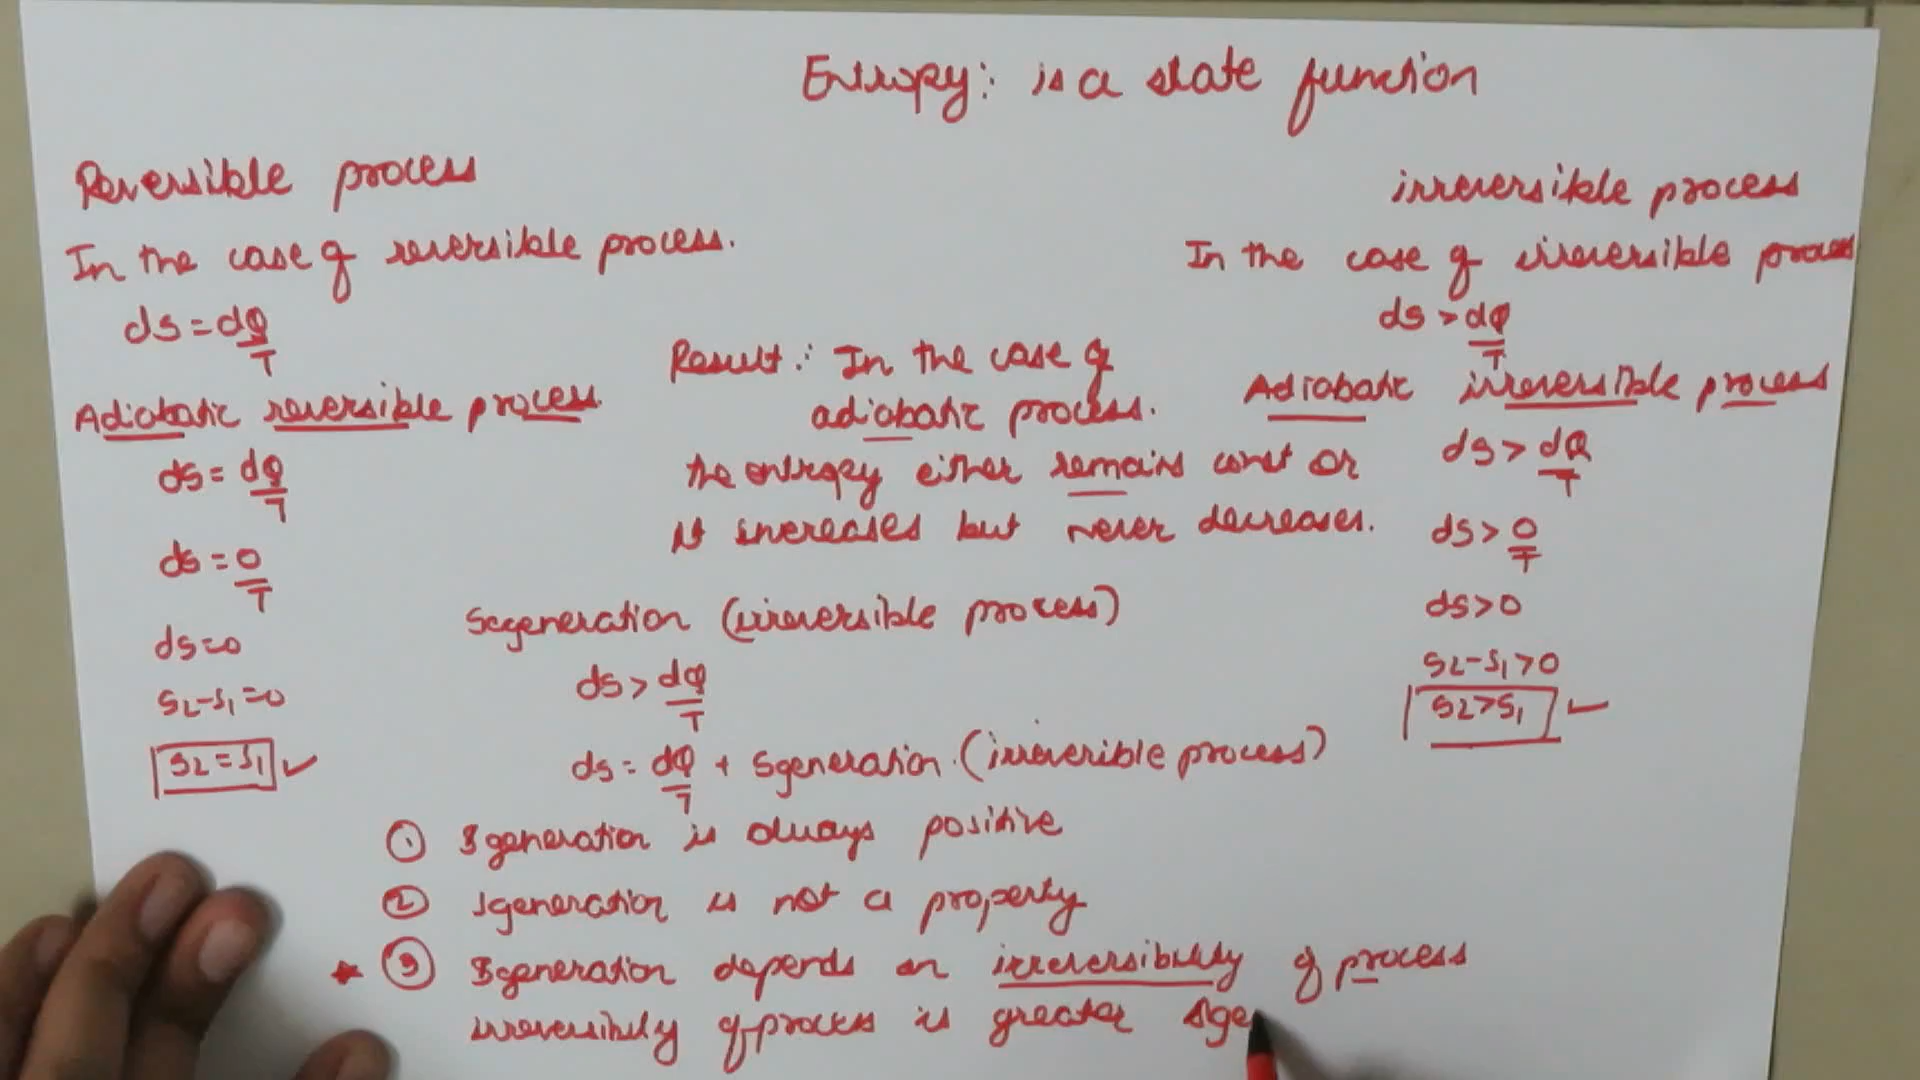 Entropy: is a state function
Reversible process
In the case of reversible process.
ds = dQ/T
Adiabatic reversible process
ds = dQ/T
ds = 0/T
ds=0
S2-S1=0
S2=S1 ✓
Result: In the case of
adiabatic process.
the entropy either remains const or
it increases but never decreases.
irreversible process
In the case of irreversible process
ds > dQ/T
Adiabatic irreversible process
ds > dQ/T
ds > 0/T
ds>0
S2-S1>0
S2>S1 ✓
Sgeneration (irreversible process)
ds > dQ/T
ds = dQ/T + Sgeneration. (irreverible process)
① Sgeneration is always positive
② Sgeneration is not a property
★ ③ Sgeneration depends on irreversibility of process
irreversibily of process is greater Sge